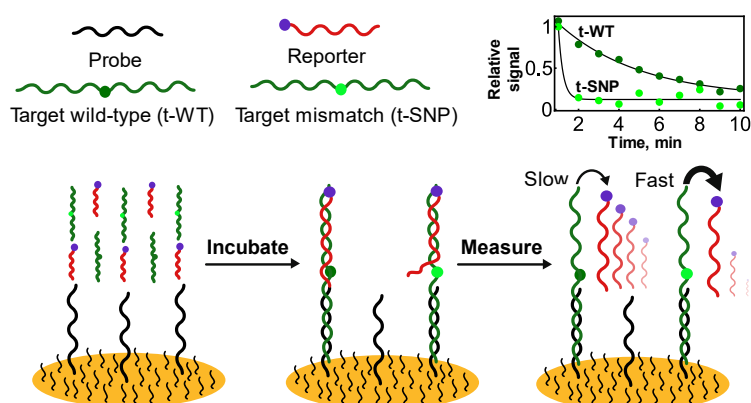 Probe
Reporter
Target wild-type (t-WT)
Target mismatch (t-SNP)
Relative
signal
1
0.5
0
t-WT
t-SNP
2 4 6 8 10
Time, min
Incubate
Measure
Slow
Fast